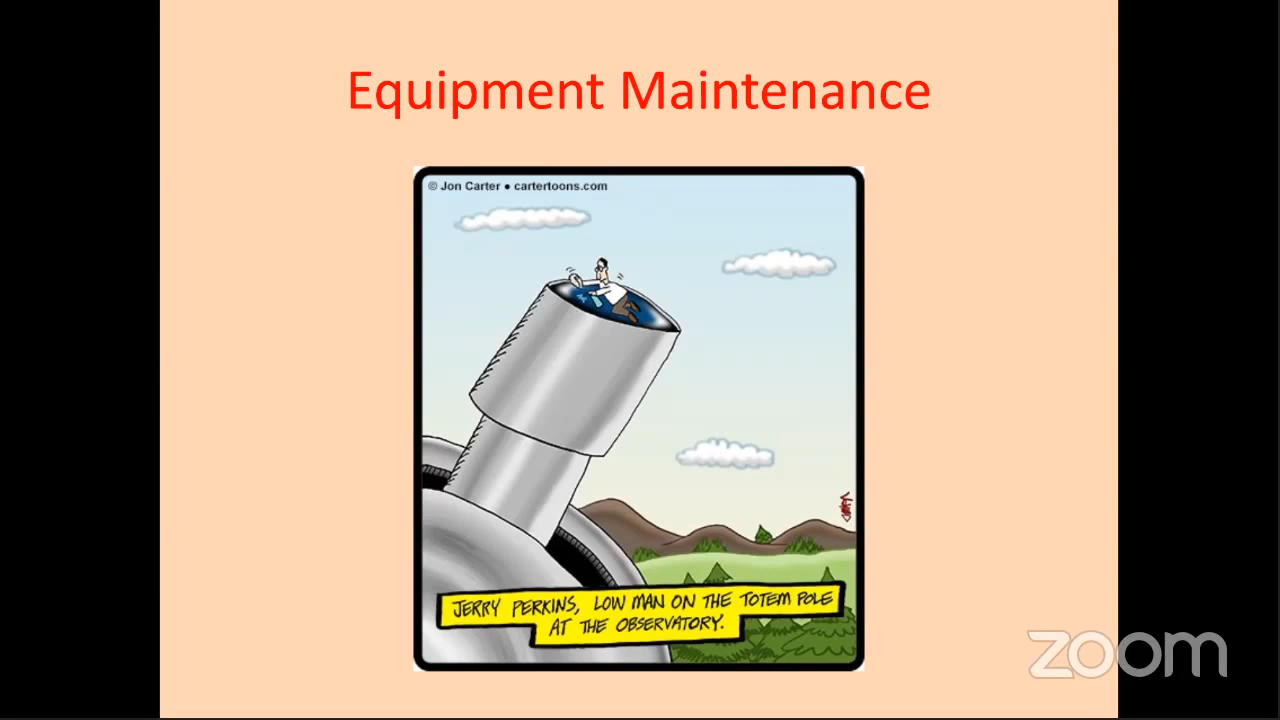 Equipment Maintenance
© Jon Carter • cartertoons.com
JERRY PERKINS, LOW MAN ON THE TOTEM POLE
AT THE OBSERVATORY.
zoom